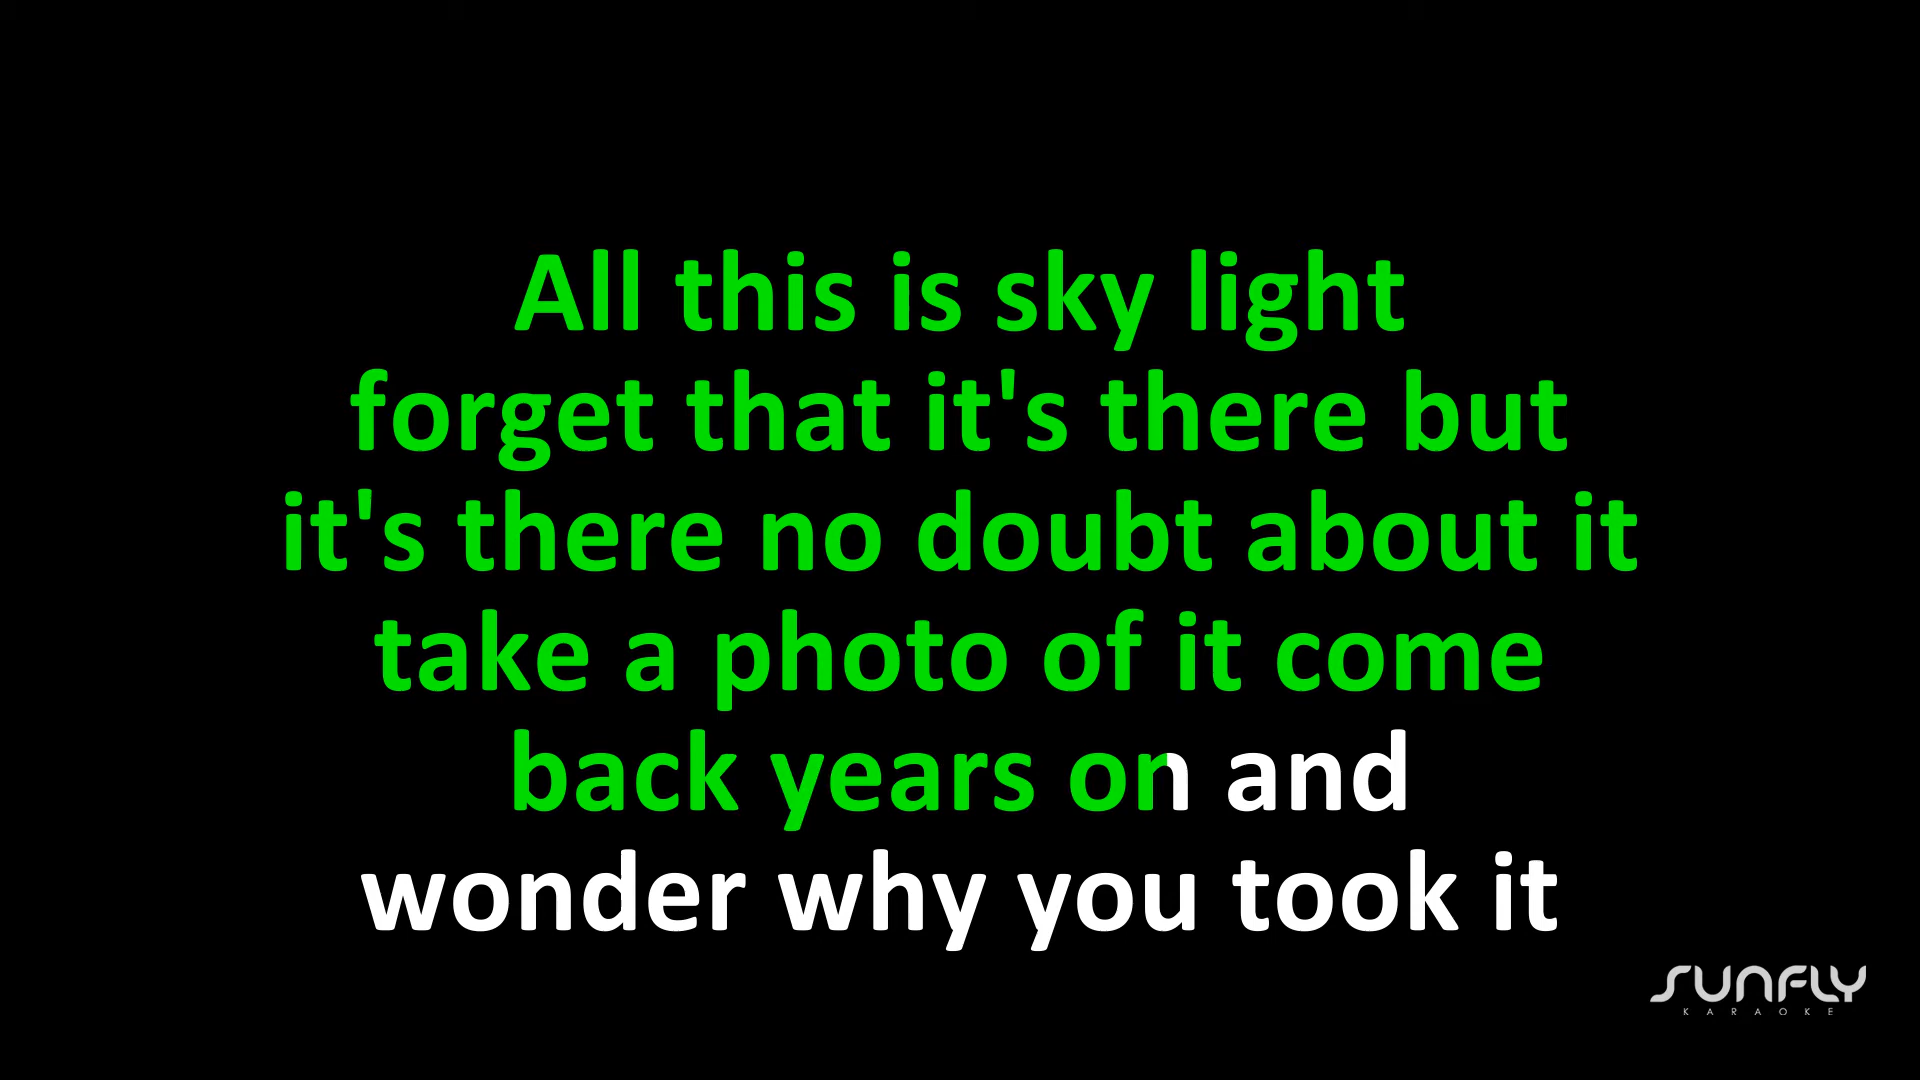 All this is sky light
forget that it's there but
it's there no doubt about it
take a photo of it come
back years on and
wonder why you took it
SUNFLY
KARAOKE